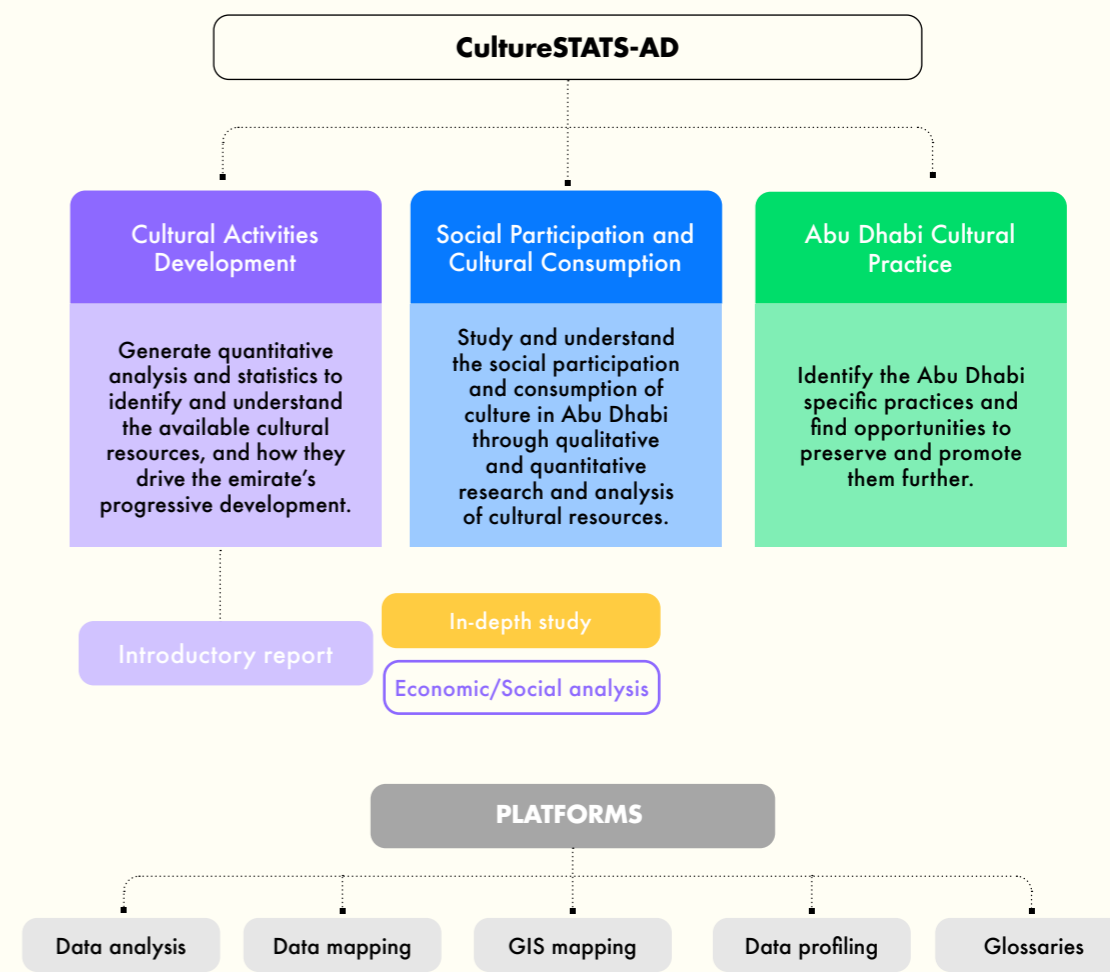 CultureSTATS-AD
Cultural Activities
Development
Social Participation and
Cultural Consumption
Abu Dhabi Cultural
Practice
Generate quantitative
analysis and statistics to
identify and understand
the available cultural
resources, and how they
drive the emirate’s
progressive development.
Study and understand
the social participation
and consumption of
culture in Abu Dhabi
through qualitative
and quantitative
research and analysis
of cultural resources.
Identify the Abu Dhabi
specific practices and
find opportunities to
preserve and promote
them further.
Introductory report
In-depth study
Economic/Social analysis
PLATFORMS
Data analysis
Data mapping
GIS mapping
Data profiling
Glossaries